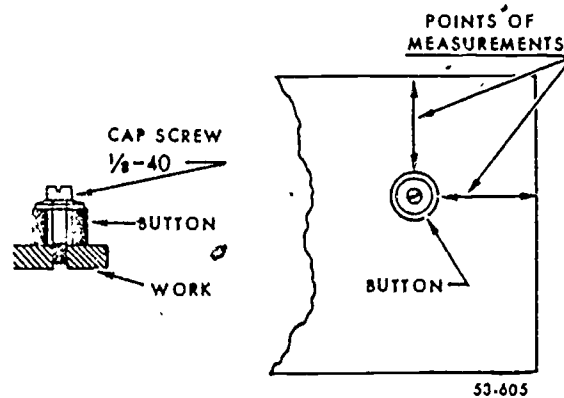 POINTS OF
MEASUREMENTS
CAP SCREW
1/8-40
BUTTON
WORK
BUTTON
53-605